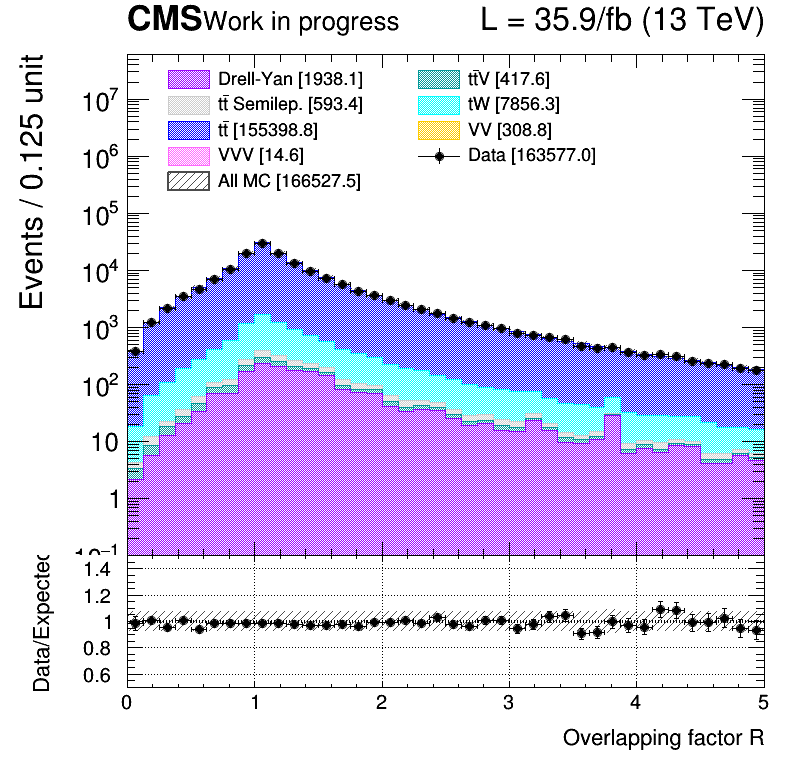 CMS Work in progress L = 35.9/fb (13 TeV)
Events / 0.125 unit
Drell-Yan [1938.1]
tt̄ Semilep. [593.4]
tt̄ [155398.8]
VVV [14.6]
All MC [166527.5]
tt̄V [417.6]
tW [7856.3]
VV [308.8]
Data [163577.0]
10⁷
10⁶
10⁵
10⁴
10³
10²
10
1
10⁻¹
Data/Expected
1.4
1.2
1
0.8
0.6
0 1 2 3 4 5
Overlapping factor R